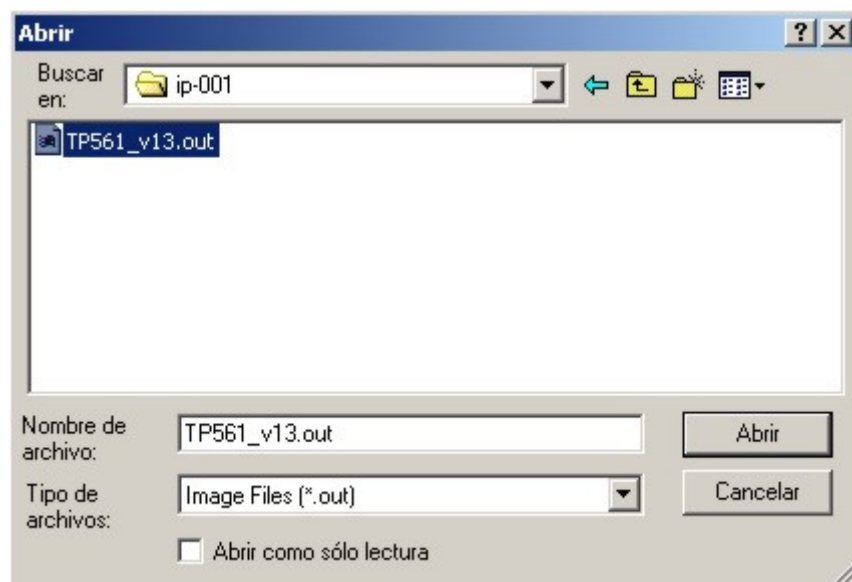 Abrir
Buscar
en:
ip-001
TP561_v13.out
Nombre de
archivo:
TP561_v13.out
Abrir
Tipo de
archivos:
Image Files (*.out)
Cancelar
Abrir como sólo lectura